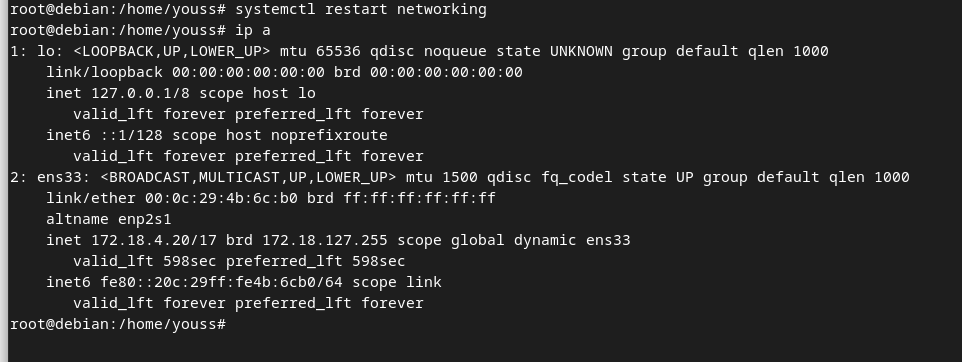 root@debian:/home/youss# systemctl restart networking
root@debian:/home/youss# ip a
1: lo: <LOOPBACK,UP,LOWER_UP> mtu 65536 qdisc noqueue state UNKNOWN group default qlen 1000
    link/loopback 00:00:00:00:00:00 brd 00:00:00:00:00:00
    inet 127.0.0.1/8 scope host lo
       valid_lft forever preferred_lft forever
    inet6 ::1/128 scope host noprefixroute
       valid_lft forever preferred_lft forever
2: ens33: <BROADCAST,MULTICAST,UP,LOWER_UP> mtu 1500 qdisc fq_codel state UP group default qlen 1000
    link/ether 00:0c:29:4b:6c:b0 brd ff:ff:ff:ff:ff:ff
    altname enp2s1
    inet 172.18.4.20/17 brd 172.18.127.255 scope global dynamic ens33
       valid_lft 598sec preferred_lft 598sec
    inet6 fe80::20c:29ff:fe4b:6cb0/64 scope link
       valid_lft forever preferred_lft forever
root@debian:/home/youss#